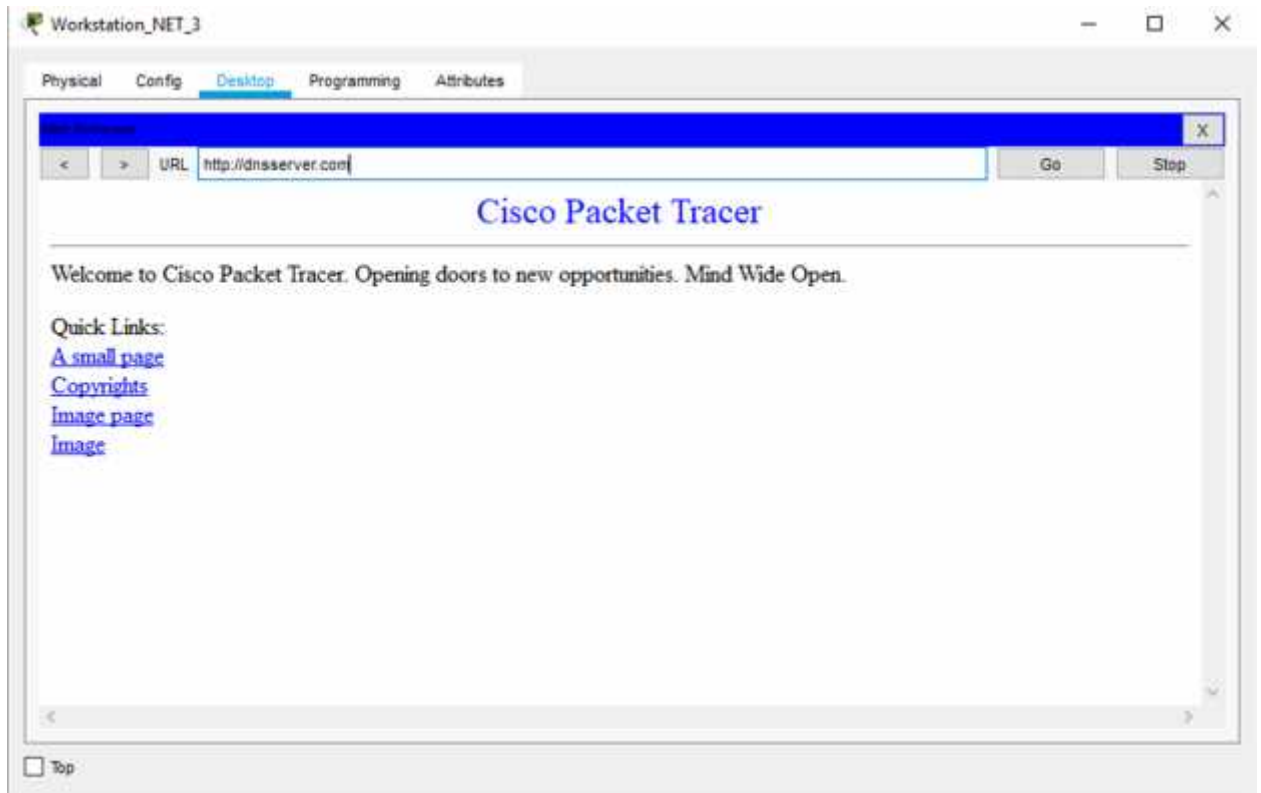 Workstation_NET_3
Physical Config Desktop Programming Attributes
X
< > URL http://dnsserver.com Go Stop
Cisco Packet Tracer
Welcome to Cisco Packet Tracer. Opening doors to new opportunities. Mind Wide Open.
Quick Links:
A small page
Copyrights
Image page
Image
Top